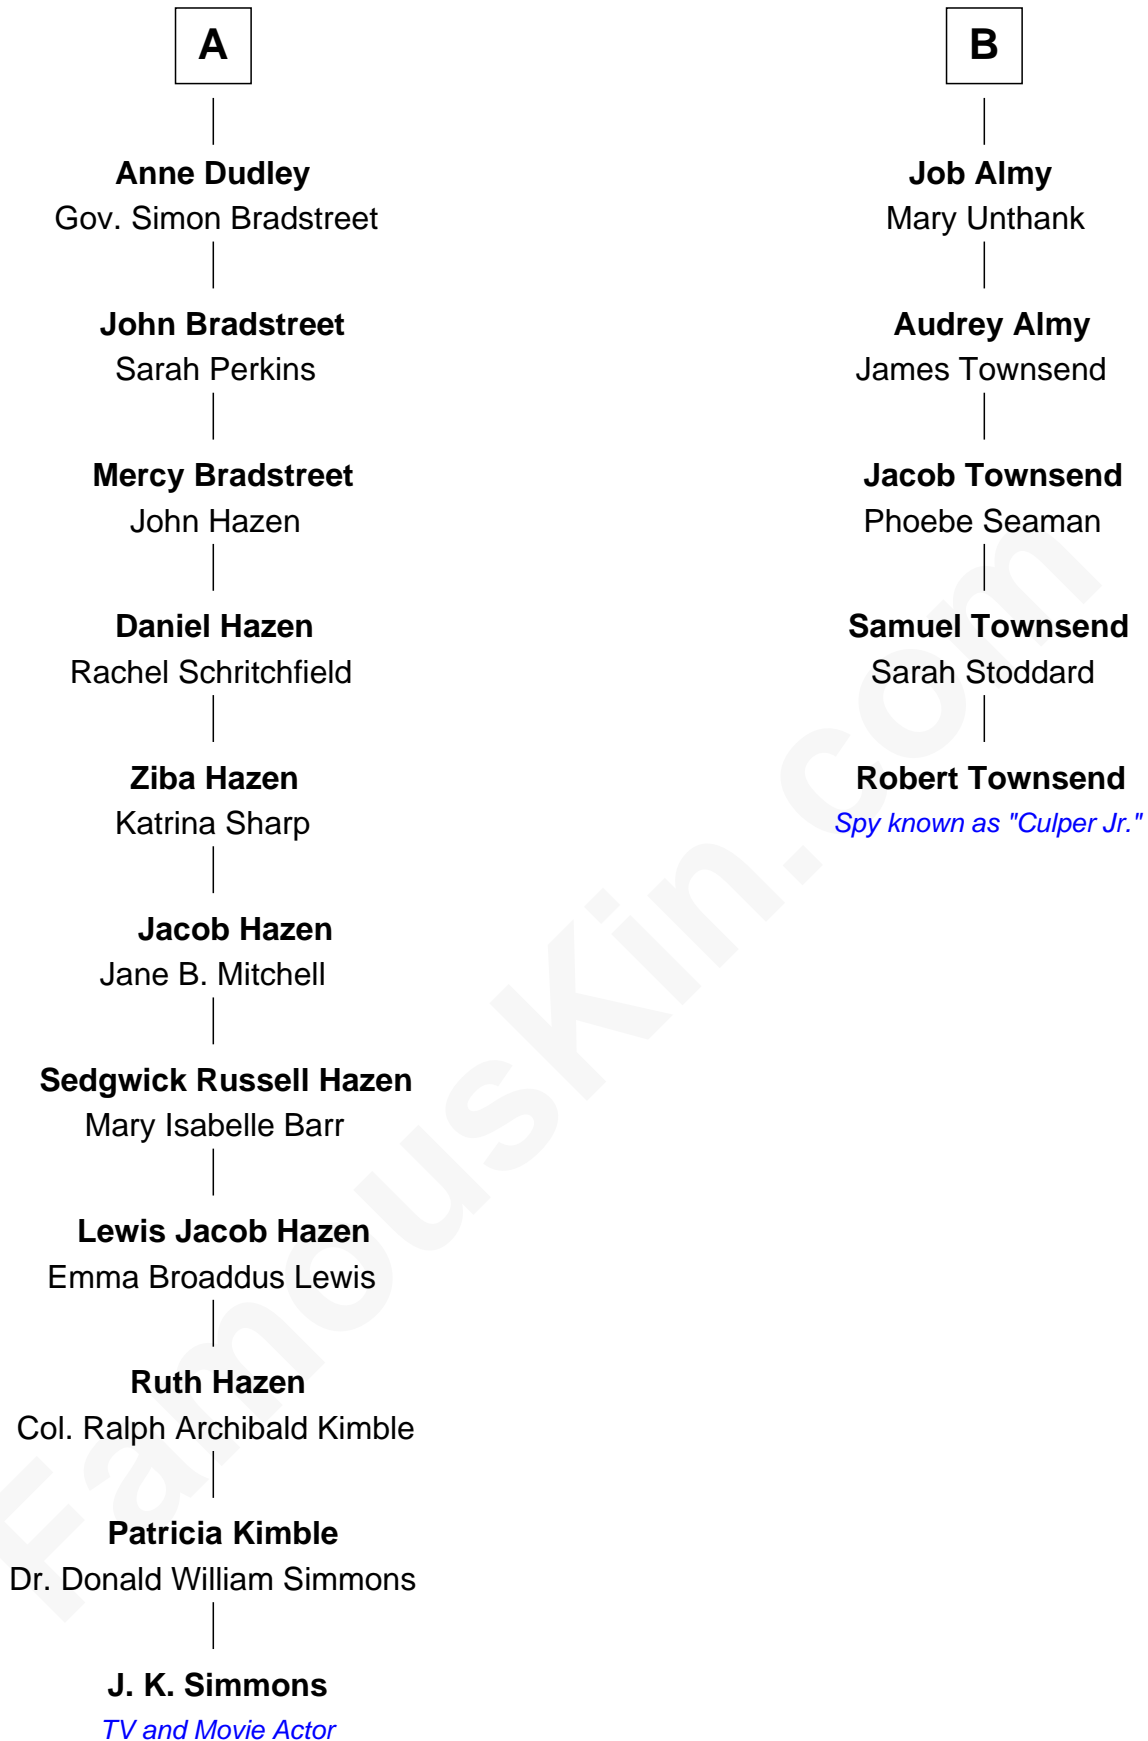 A
Anne Dudley
Gov. Simon Bradstreet
John Bradstreet
Sarah Perkins
Mercy Bradstreet
John Hazen
Daniel Hazen
Rachel Schritchfield
Ziba Hazen
Katrina Sharp
Jacob Hazen
Jane B. Mitchell
Sedgwick Russell Hazen
Mary Isabelle Barr
Lewis Jacob Hazen
Emma Broaddus Lewis
Ruth Hazen
Col. Ralph Archibald Kimble
Patricia Kimble
Dr. Donald William Simmons
J. K. Simmons
TV and Movie Actor
B
Job Almy
Mary Unthank
Audrey Almy
James Townsend
Jacob Townsend
Phoebe Seaman
Samuel Townsend
Sarah Stoddard
Robert Townsend
Spy known as "Culper Jr."
FamousKin.com